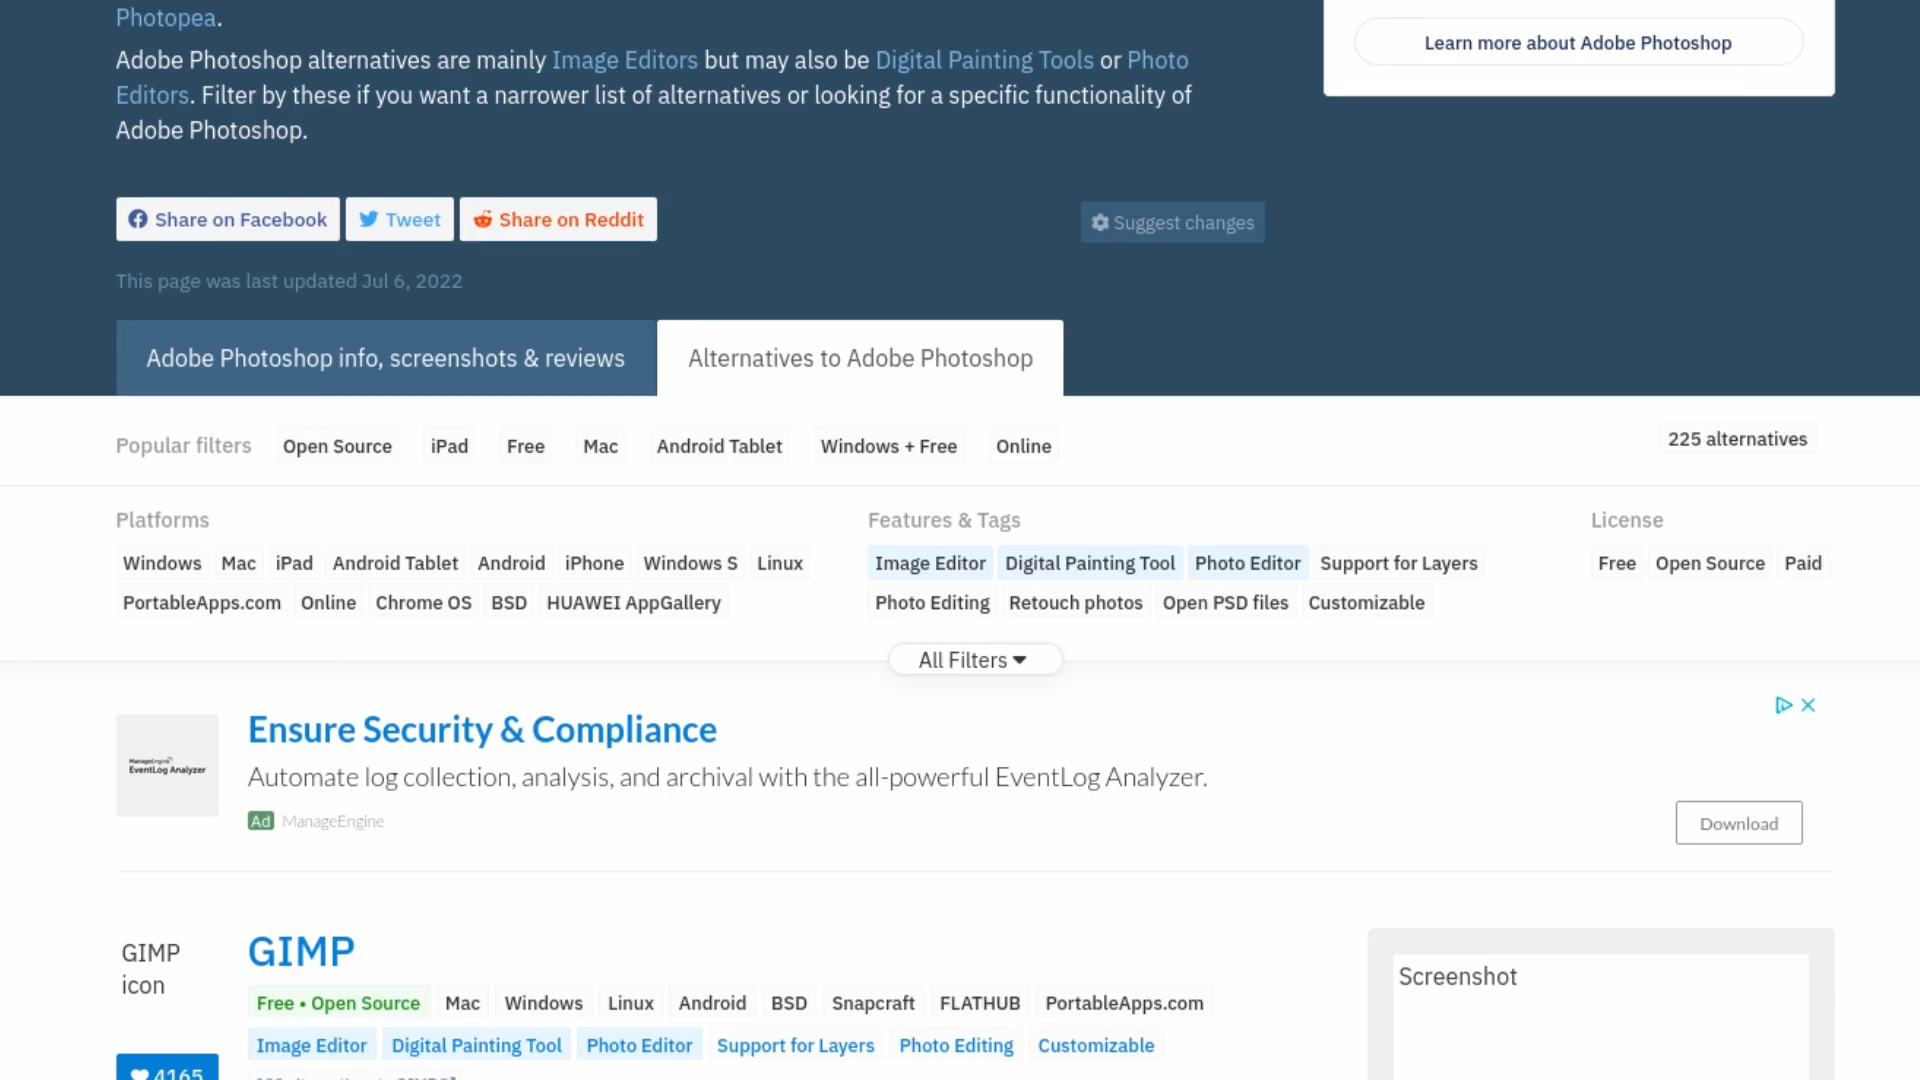 Photopea.
Adobe Photoshop alternatives are mainly Image Editors but may also be Digital Painting Tools or Photo
Editors. Filter by these if you want a narrower list of alternatives or looking for a specific functionality of
Adobe Photoshop.
Learn more about Adobe Photoshop
Share on Facebook Tweet Share on Reddit
Suggest changes
This page was last updated Jul 6, 2022
Adobe Photoshop info, screenshots & reviews Alternatives to Adobe Photoshop
Popular filters Open Source iPad Free Mac Android Tablet Windows + Free Online
225 alternatives
Platforms
Windows Mac iPad Android Tablet Android iPhone Windows S Linux
PortableApps.com Online Chrome OS BSD HUAWEI AppGallery
Features & Tags
Image Editor Digital Painting Tool Photo Editor Support for Layers
Photo Editing Retouch photos Open PSD files Customizable
License
Free Open Source Paid
All Filters
ManageEngine
EventLog Analyzer
Ensure Security & Compliance
Automate log collection, analysis, and archival with the all-powerful EventLog Analyzer.
Ad ManageEngine
Download
GIMP
icon
GIMP
Free • Open Source Mac Windows Linux Android BSD Snapcraft FLATHUB PortableApps.com
Image Editor Digital Painting Tool Photo Editor Support for Layers Photo Editing Customizable
4165
Screenshot